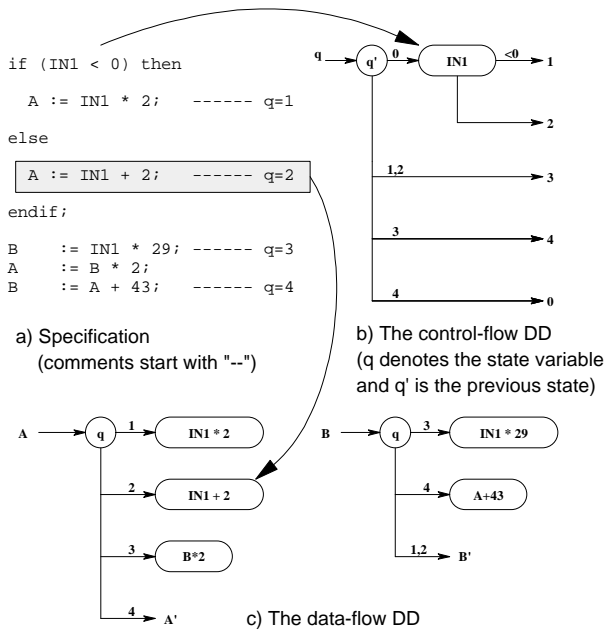 if (IN1 < 0) then
A := IN1 * 2; ------ q=1
else
A := IN1 + 2; ------ q=2
endif;
B := IN1 * 29; ------ q=3
A := B * 2;
B := A + 43; ------ q=4
a) Specification
(comments start with "--")
q q' 0 IN1 <0 1
2
1,2 3
3 4
4 0
b) The control-flow DD
(q denotes the state variable
and q' is the previous state)
A q 1 IN1 * 2
2 IN1 + 2
3 B*2
4 A'
B q 3 IN1 * 29
4 A+43
1,2 B'
c) The data-flow DD